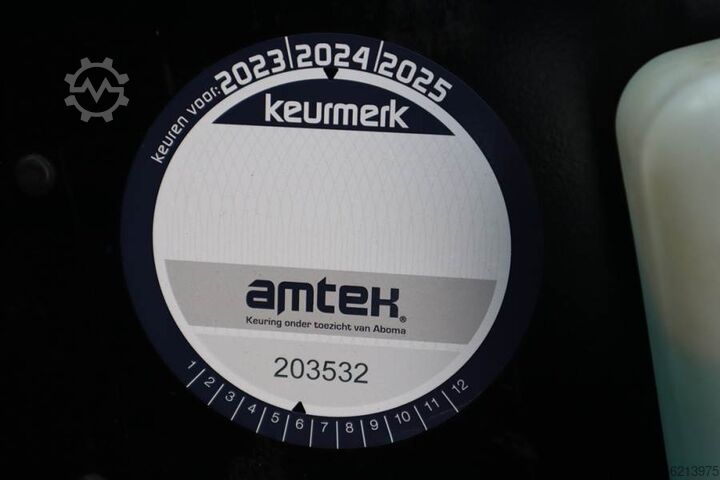 keuren voor: 2023 2024 2025
keurmerk
amtek®
Keuring onder toezicht van Aboma
203532
1 2 3 4 5 6 7 8 9 10 11 12
6213975